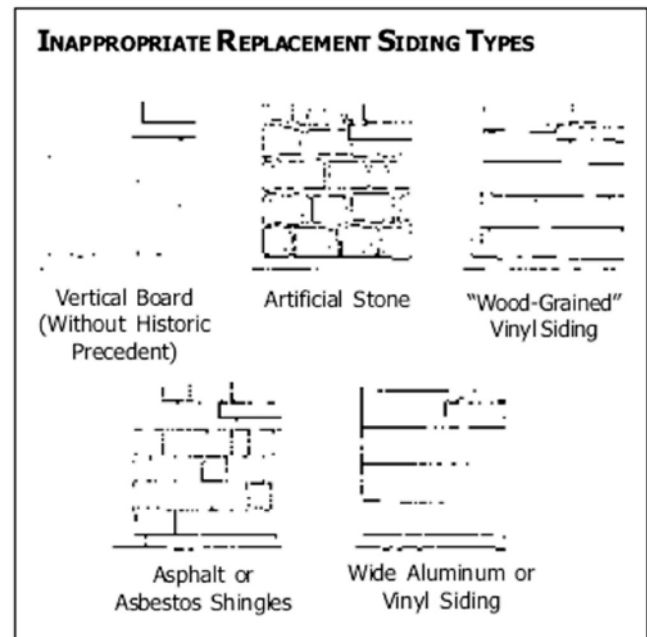 INAPPROPRIATE REPLACEMENT SIDING TYPES
Vertical Board
(Without Historic
Precedent)
Artificial Stone
“Wood-Grained”
Vinyl Siding
Asphalt or
Asbestos Shingles
Wide Aluminum or
Vinyl Siding